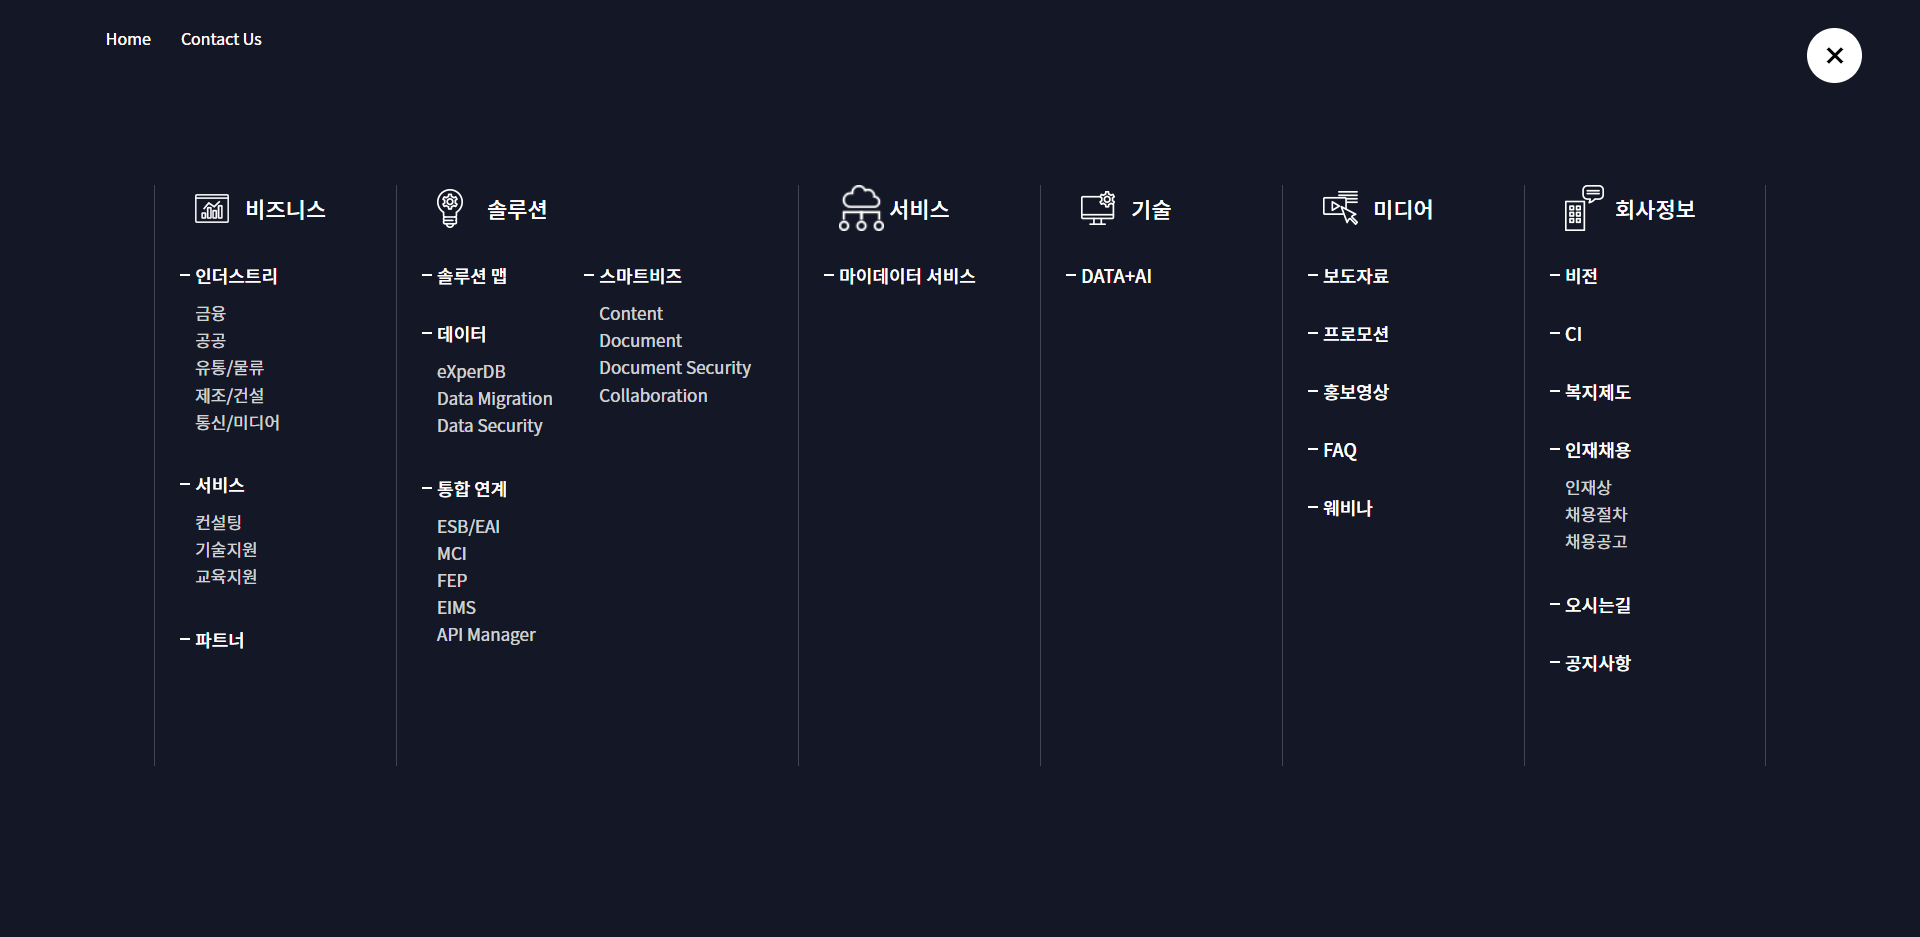 Home
Contact Us
비즈니스
인더스트리
금융
공공
유통/물류
제조/건설
통신/미디어
서비스
컨설팅
기술지원
교육지원
파트너
솔루션
솔루션 맵
데이터
eXperDB
Data Migration
Data Security
통합 연계
ESB/EAI
MCI
FEP
EIMS
API Manager
스마트비즈
Content
Document
Document Security
Collaboration
서비스
마이데이터 서비스
기술
DATA+AI
미디어
보도자료
프로모션
홍보영상
FAQ
웨비나
회사정보
비전
CI
복지제도
인재채용
인재상
채용절차
채용공고
오시는길
공지사항